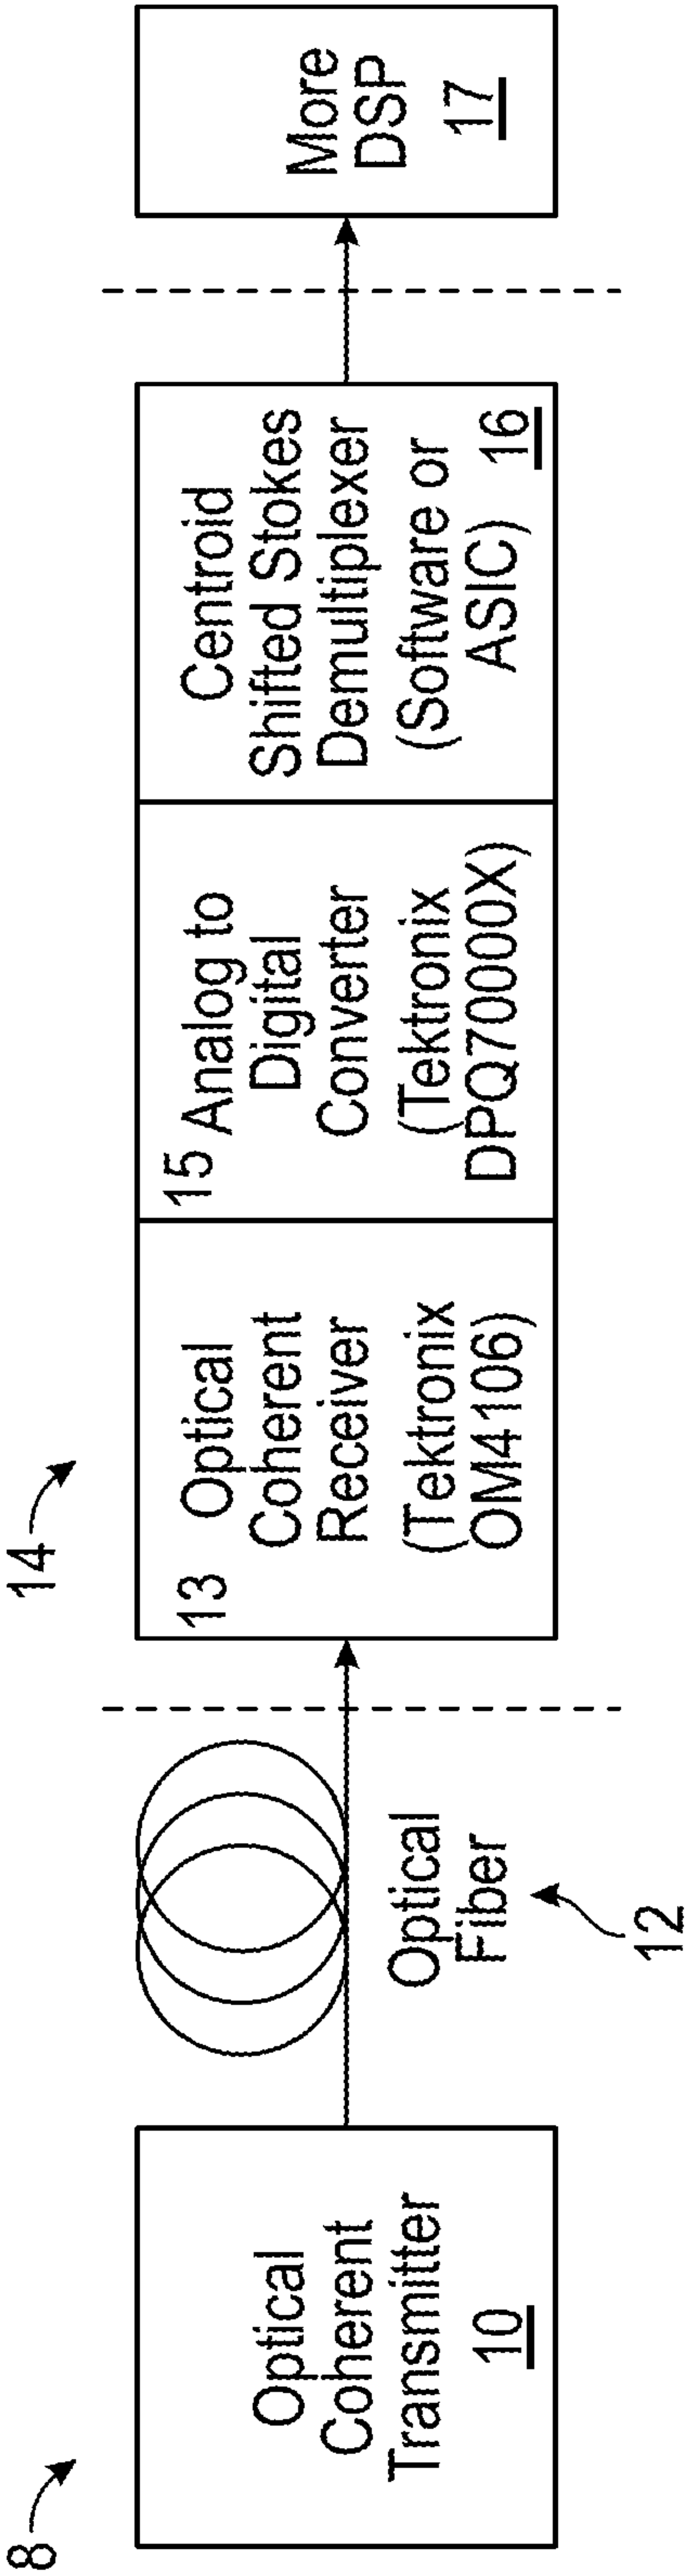 8
Optical
Coherent
Transmitter
10
Optical
Fiber
12
14
13
Optical
Coherent
Receiver
(Tektronix
OM4106)
15
Analog to
Digital
Converter
(Tektronix
DPQ70000X)
Centroid
Shifted Stokes
Demultiplexer
(Software or
ASIC)
16
More
DSP
17